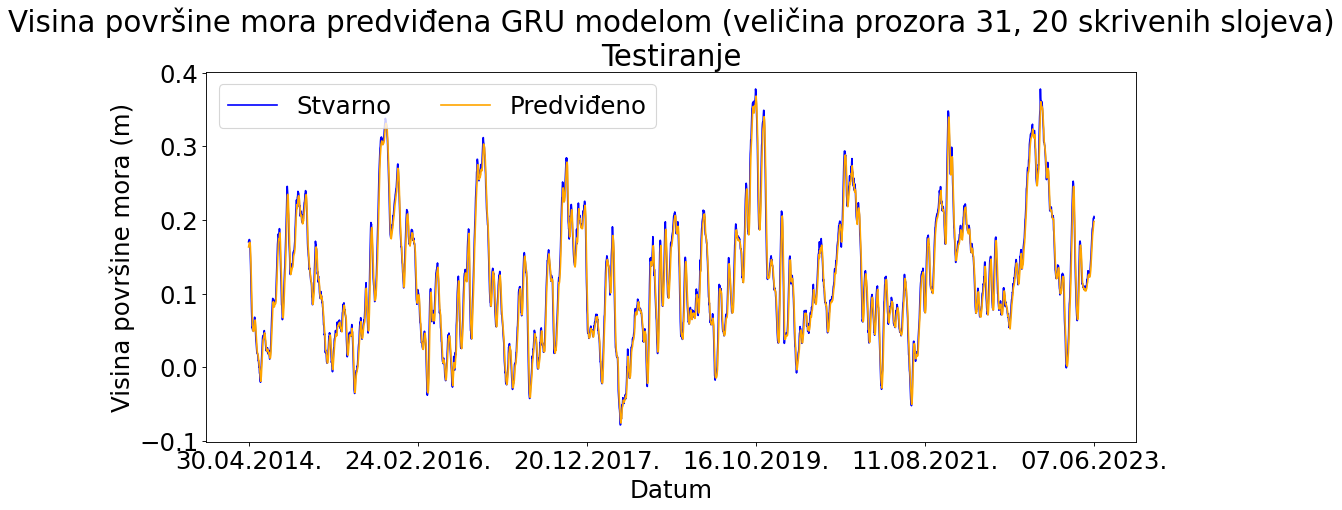 Visina površine mora predviđena GRU modelom (veličina prozora 31, 20 skrivenih slojeva)
Testiranje
Stvarno
Predviđeno
Visina površine mora (m)
0.4
0.3
0.2
0.1
0.0
−0.1
30.04.2014.
24.02.2016.
20.12.2017.
16.10.2019.
11.08.2021.
07.06.2023.
Datum